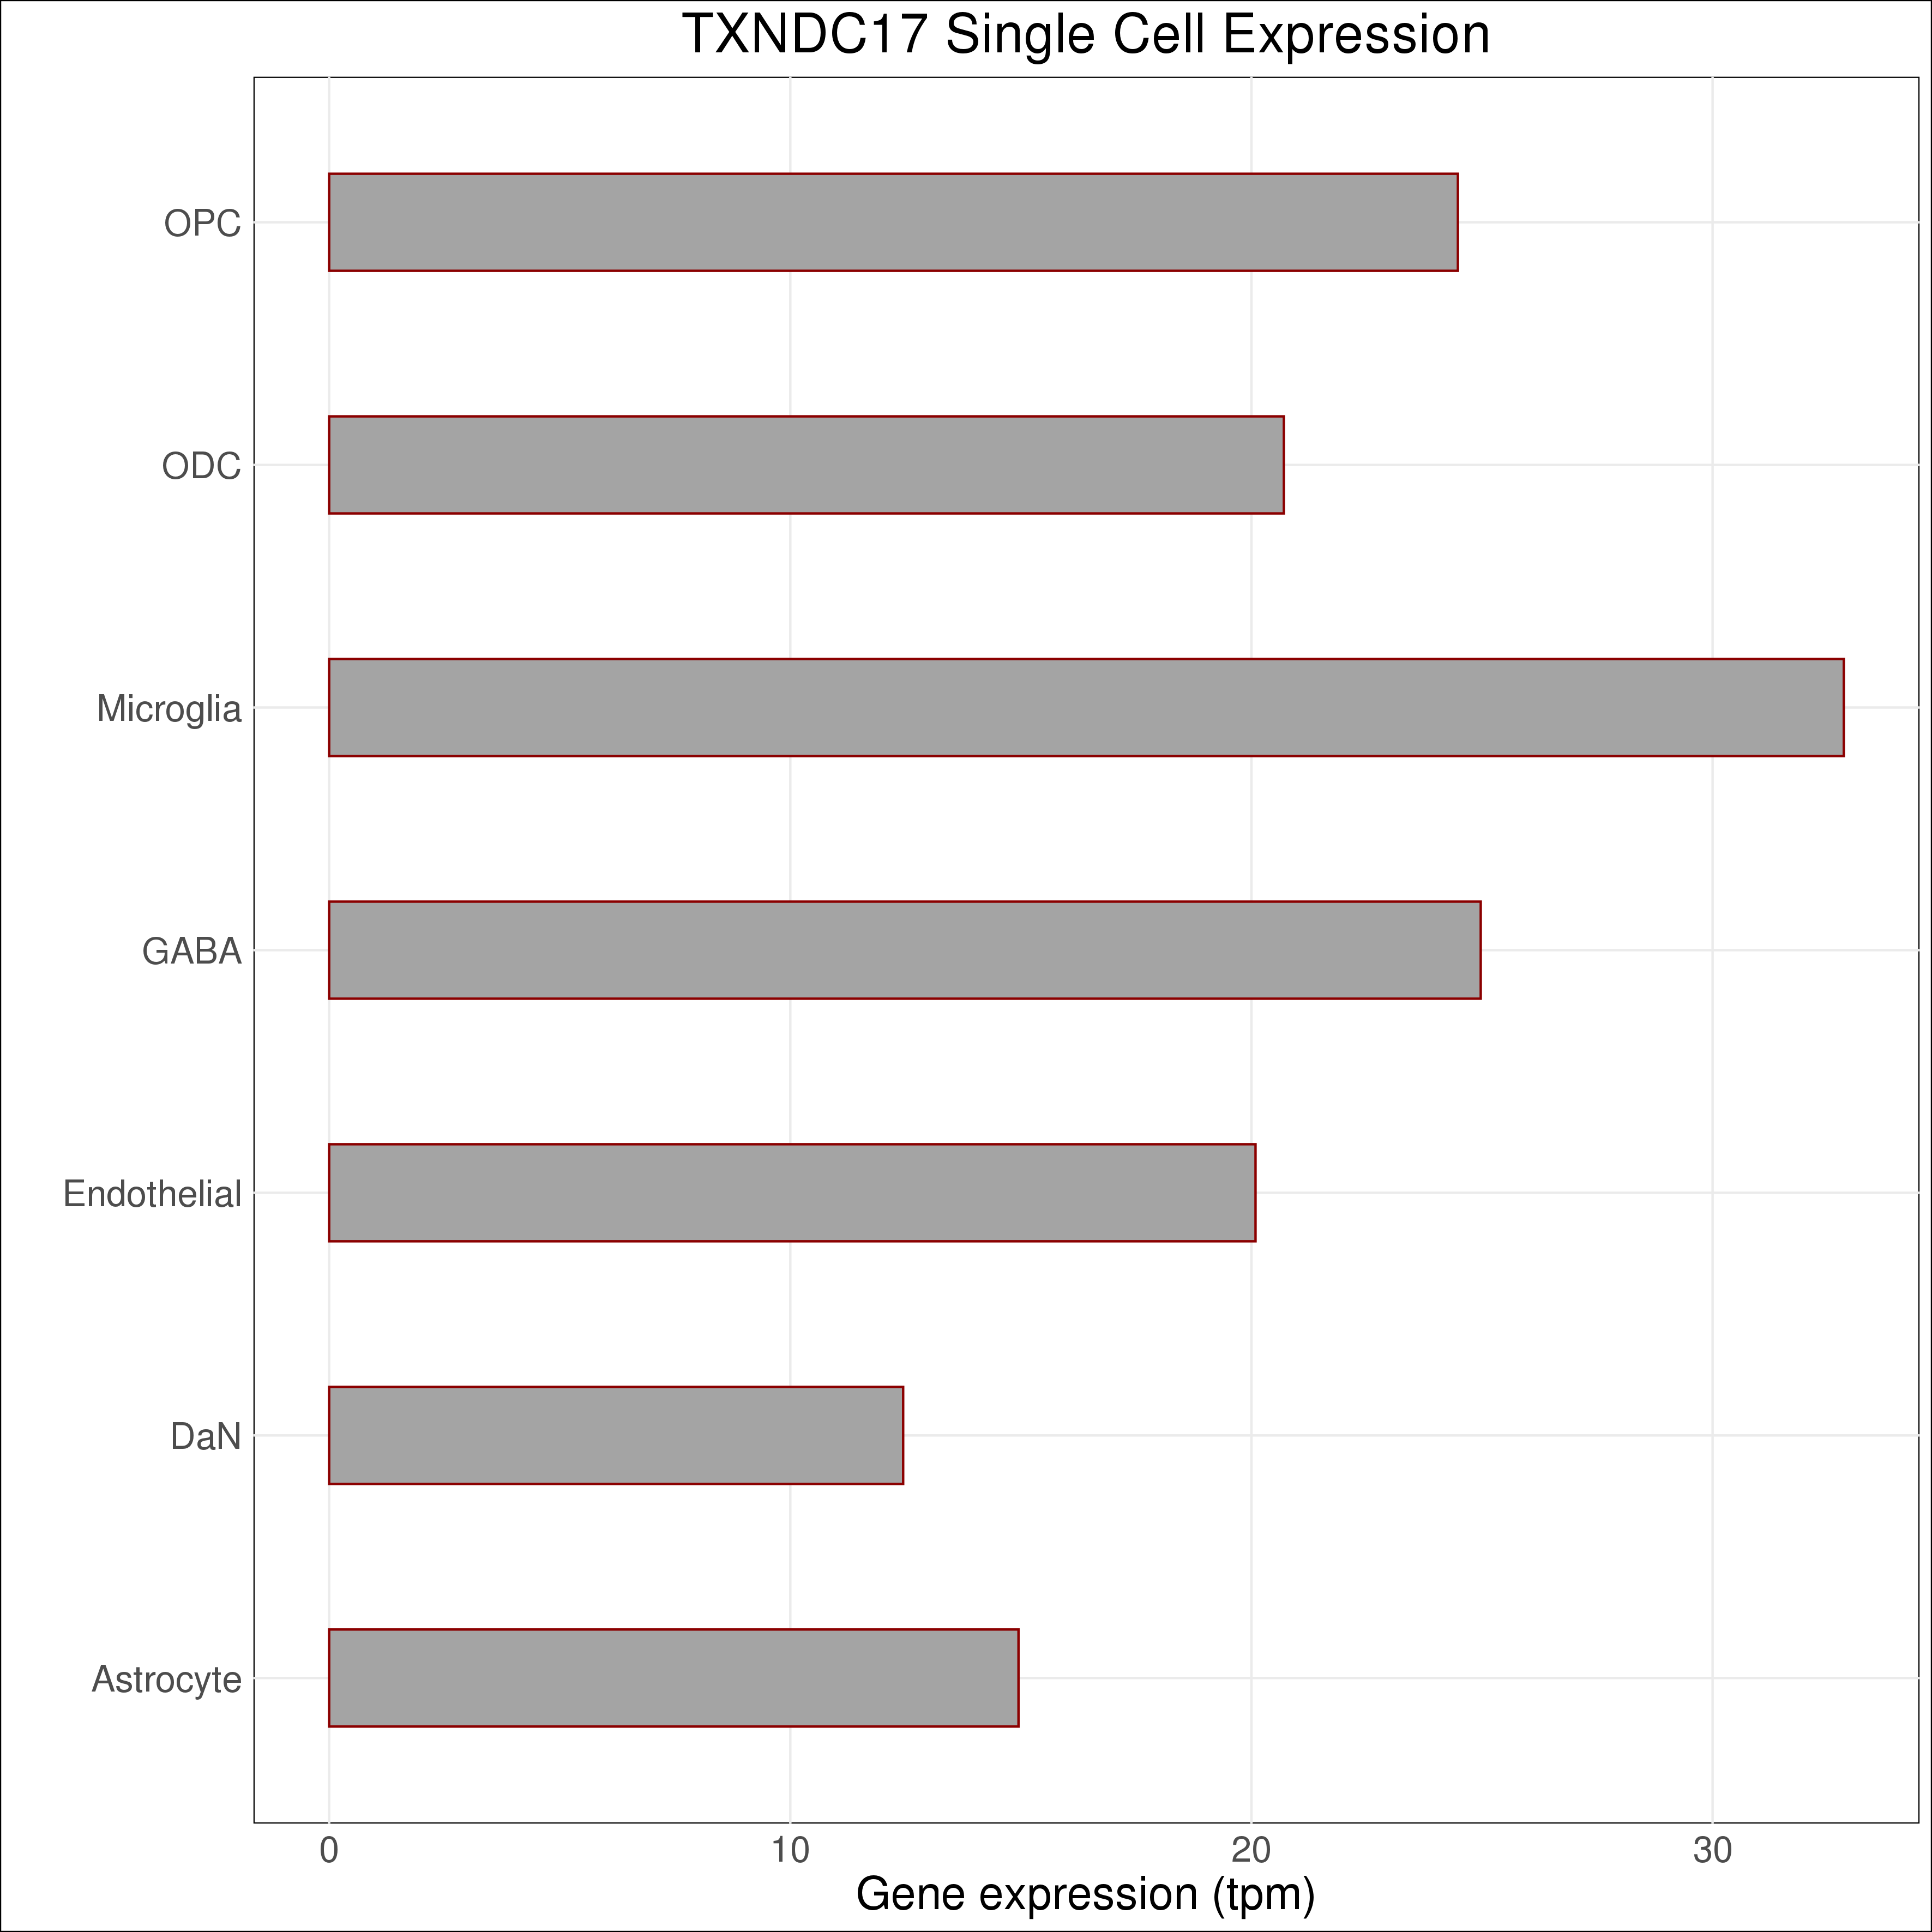 TXNDC17 Single Cell Expression
OPC
ODC
Microglia
GABA
Endothelial
DaN
Astrocyte
0 10 20 30
Gene expression (tpm)